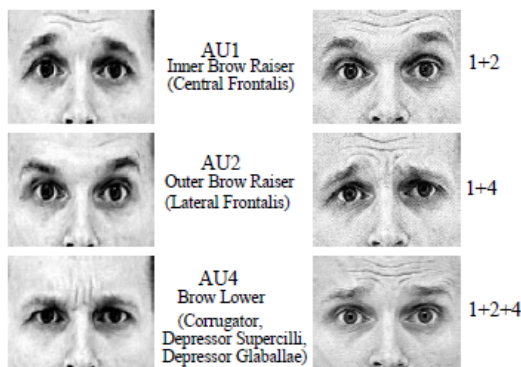 AU1
Inner Brow Raiser
(Central Frontalis)
1+2
AU2
Outer Brow Raiser
(Lateral Frontalis)
1+4
AU4
Brow Lower
(Corrugator,
Depressor Supercilli,
Depressor Glaballae)
1+2+4